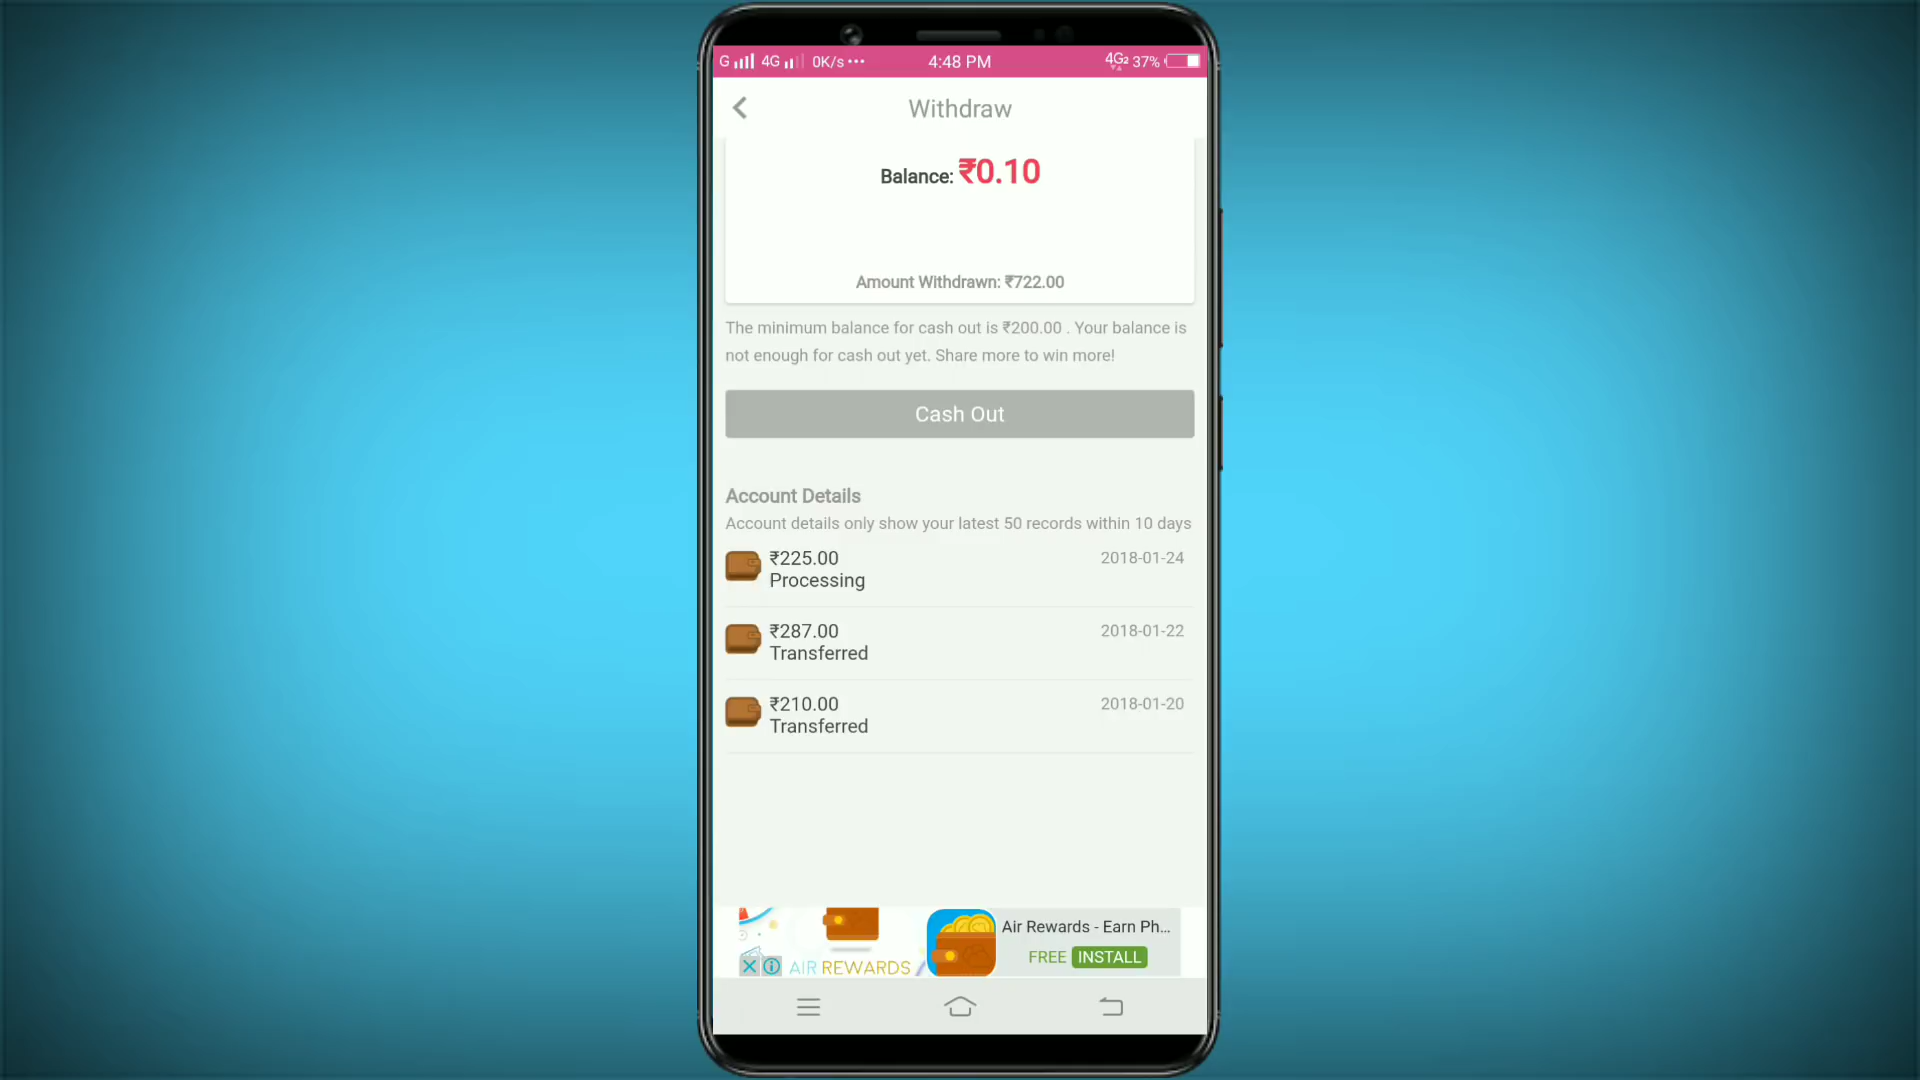 G 4G 0K/s ••• 4:48 PM 4G2 37%
Withdraw
Balance: ₹0.10
Amount Withdrawn: ₹722.00
The minimum balance for cash out is ₹200.00 . Your balance is
not enough for cash out yet. Share more to win more!
Cash Out
Account Details
Account details only show your latest 50 records within 10 days
₹225.00 2018-01-24
Processing
₹287.00 2018-01-22
Transferred
₹210.00 2018-01-20
Transferred
Air Rewards - Earn Ph...
FREE INSTALL
AIR REWARDS